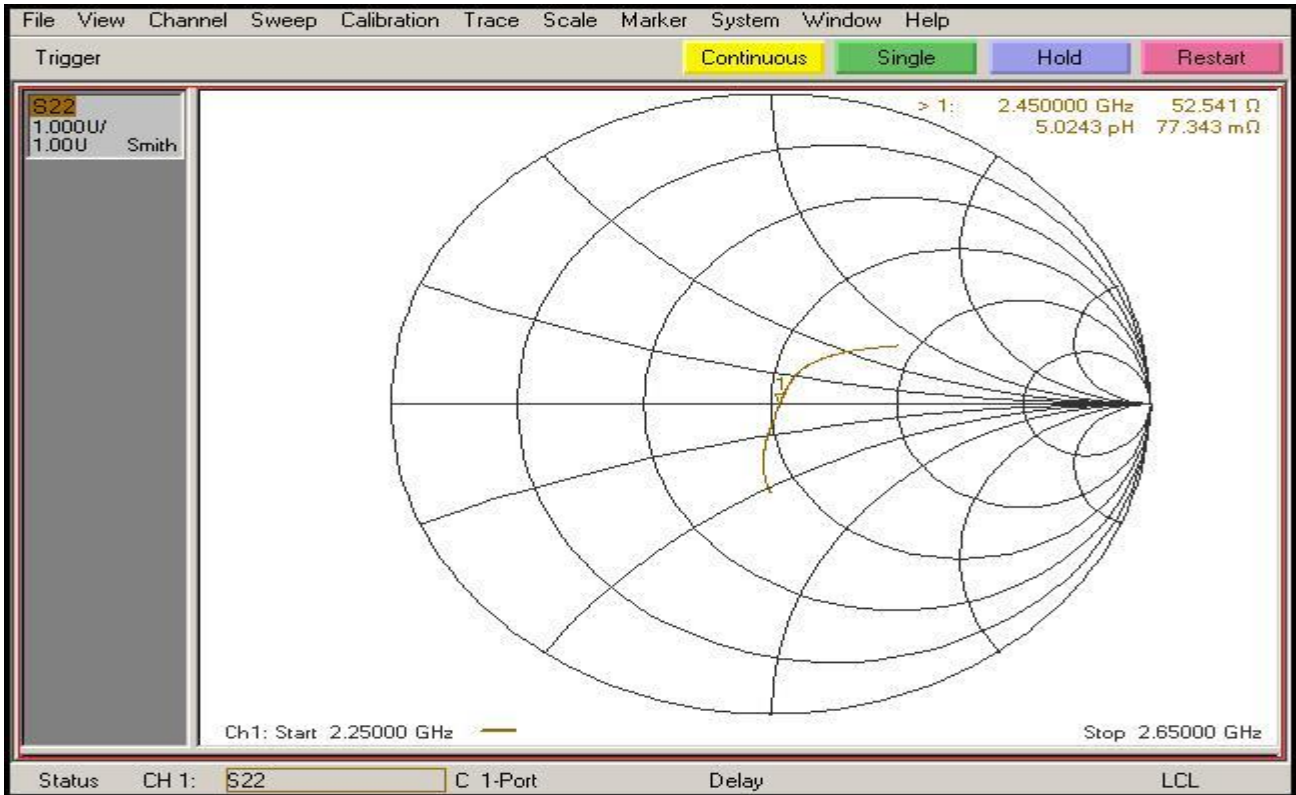 File View Channel Sweep Calibration Trace Scale Marker System Window Help
Trigger Continuous Single Hold Restart
S22
1.000U/
1.00U Smith
> 1: 2.450000 GHz 52.541 Ω
5.0243 pH 77.343 mΩ
1
Ch1: Start 2.25000 GHz Stop 2.65000 GHz
Status CH 1: S22 C 1-Port Delay LCL